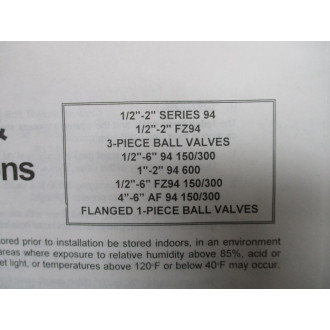 1/2"-2" SERIES 94
1/2"-2" FZ94
3-PIECE BALL VALVES
1/2"-6" 94 150/300
1"-2" 94 600
1/2"-6" FZ94 150/300
4"-6" AF 94 150/300
FLANGED 1-PIECE BALL VALVES
&
ons
ored prior to installation be stored indoors, in an environment
areas where exposure to relative humidity above 85%, acid or
et light, or temperatures above 120°F or below 40°F may occur.